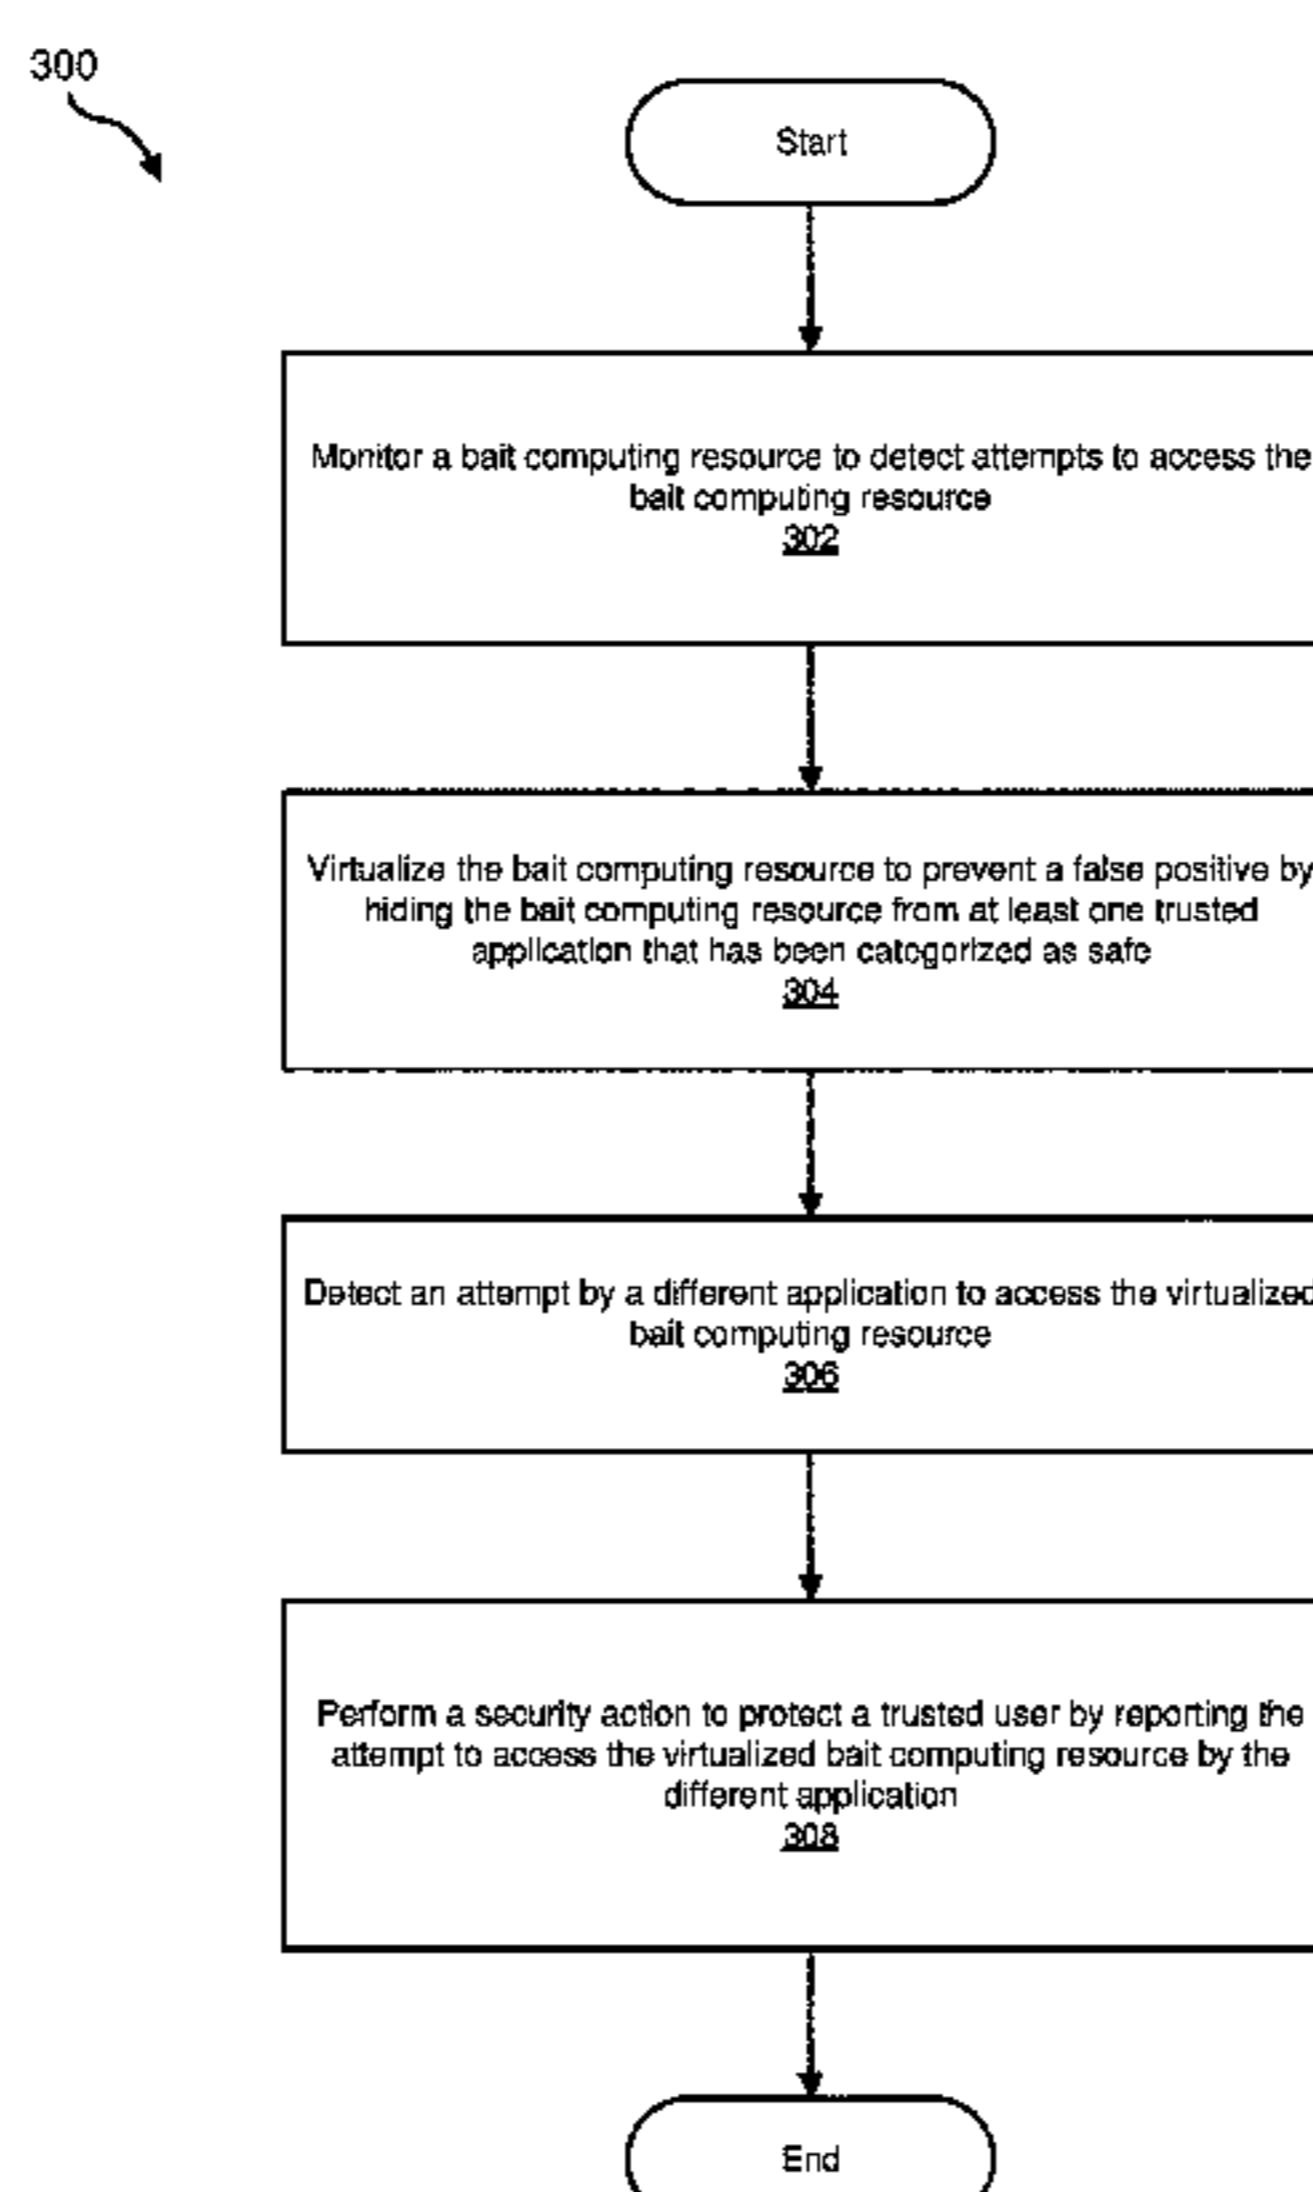 300
Start
Monitor a bait computing resource to detect attempts to access the
bait computing resource
302
Virtualize the bait computing resource to prevent a false positive by
hiding the bait computing resource from at least one trusted
application that has been categorized as safe
304
Detect an attempt by a different application to access the virtualized
bait computing resource
306
Perform a security action to protect a trusted user by reporting the
attempt to access the virtualized bait computing resource by the
different application
308
End